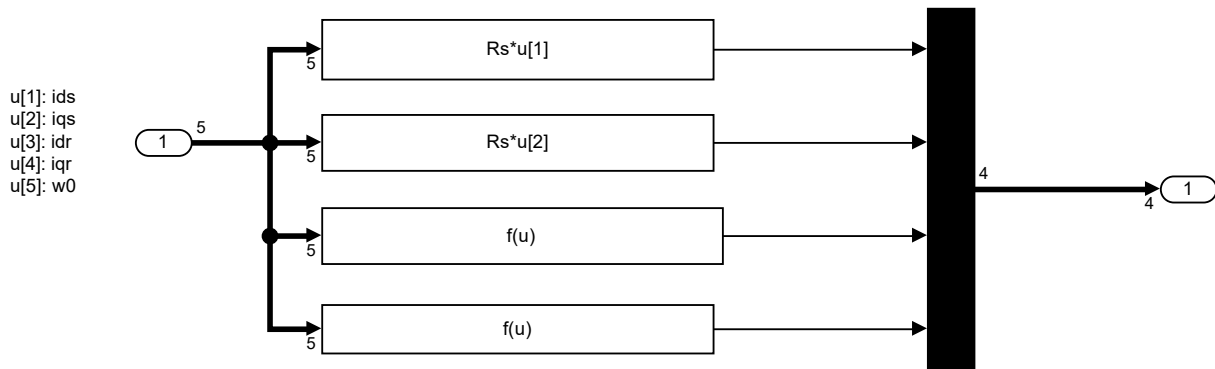 u[1]: ids
u[2]: iqs
u[3]: idr
u[4]: iqr
u[5]: w0
1
5
5
Rs*u[1]
5
Rs*u[2]
5
f(u)
5
f(u)
4
4
1